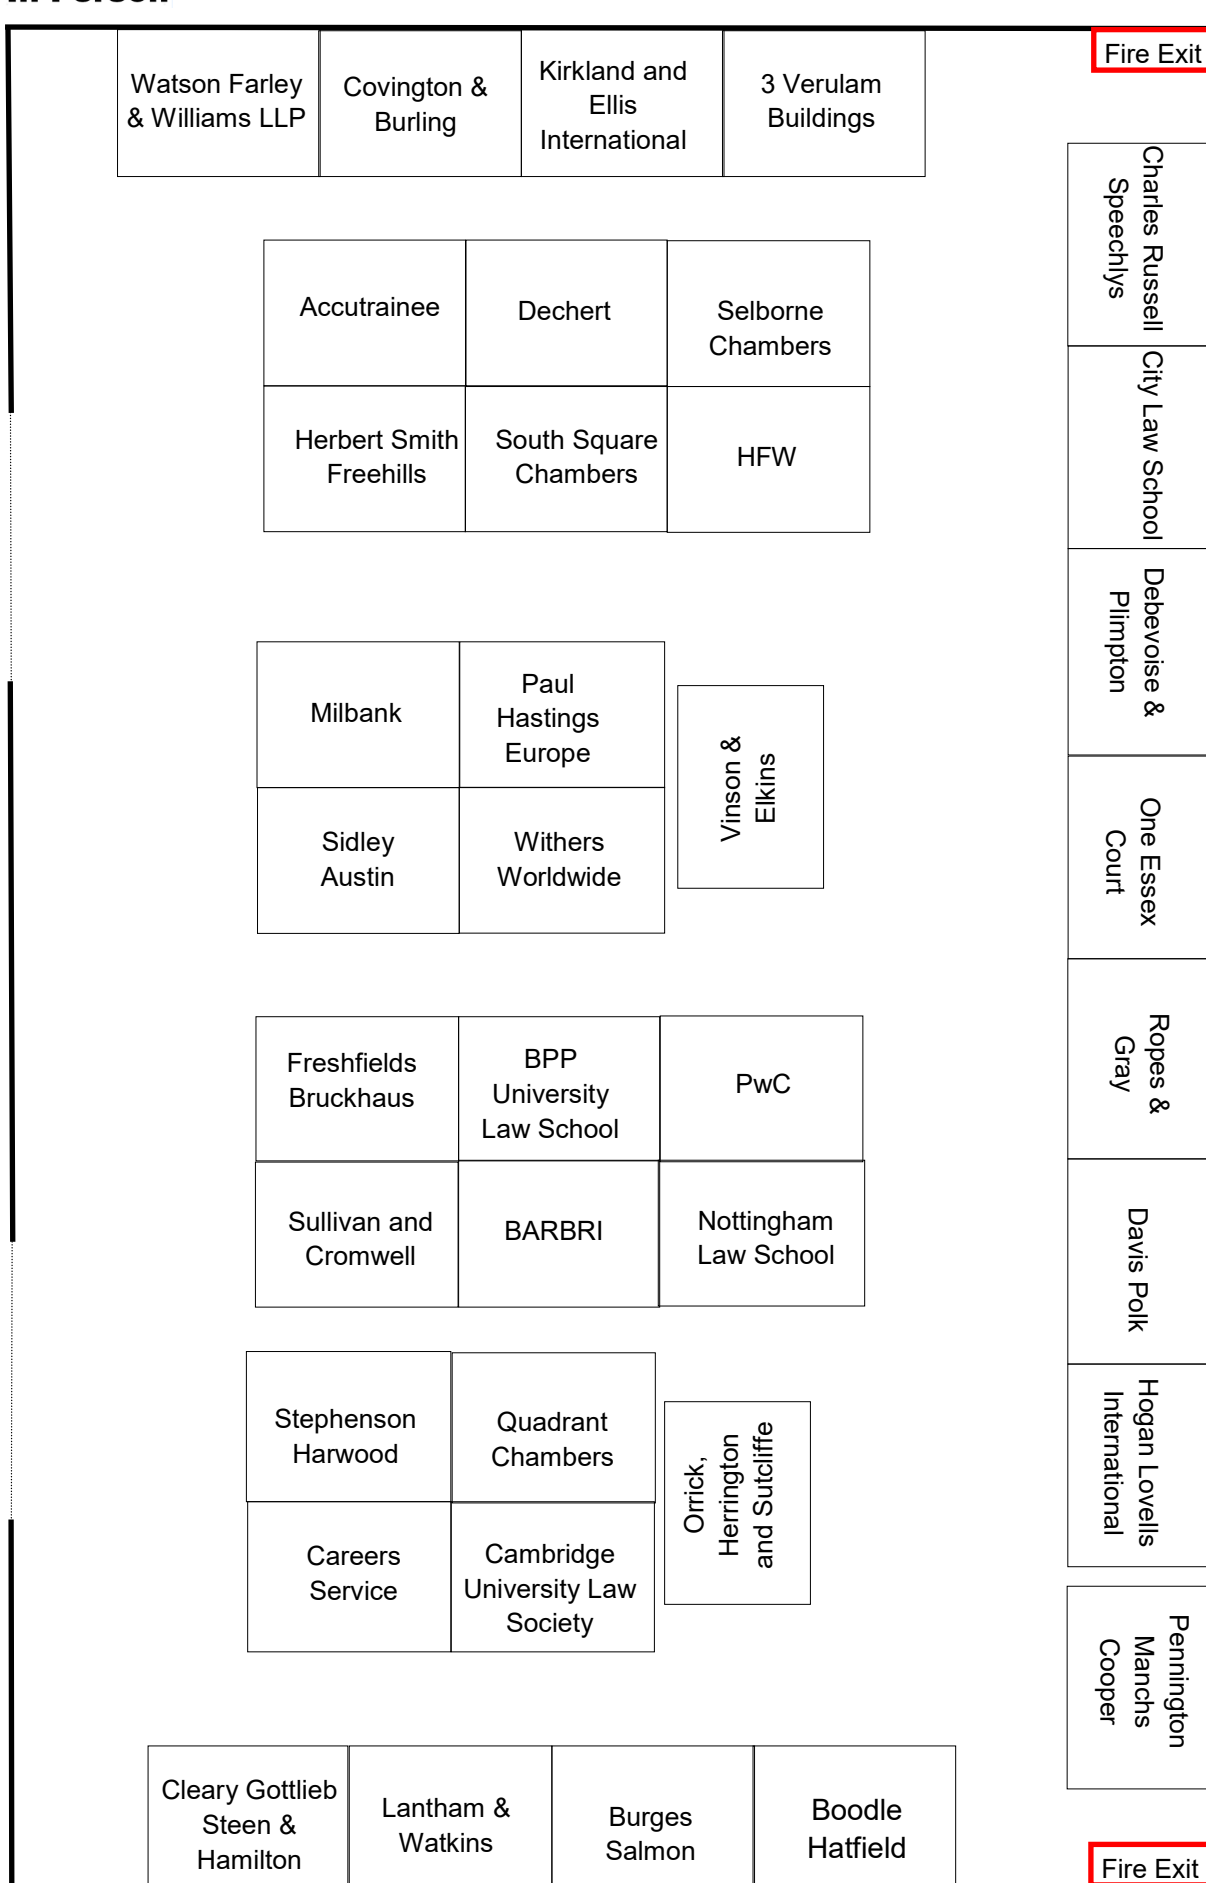 in Person
Fire Exit
Watson Farley
& Williams LLP
Covington &
Burling
Kirkland and
Ellis
International
3 Verulam
Buildings
Charles Russell
Speechlys
Accutrainee
Dechert
Selborne
Chambers
City Law School
Herbert Smith
Freehills
South Square
Chambers
HFW
Debevoise &
Plimpton
Milbank
Paul
Hastings
Europe
Vinson &
Elkins
One Essex
Court
Sidley
Austin
Withers
Worldwide
Ropes &
Gray
Freshfields
Bruckhaus
BPP
University
Law School
PwC
Davis Polk
Sullivan and
Cromwell
BARBRI
Nottingham
Law School
Hogan Lovells
International
Stephenson
Harwood
Quadrant
Chambers
Orrick,
Herrington
and Sutcliffe
Careers
Service
Cambridge
University Law
Society
Pennington
Manchs
Cooper
Cleary Gottlieb
Steen &
Hamilton
Lantham &
Watkins
Burges
Salmon
Boodle
Hatfield
Fire Exit